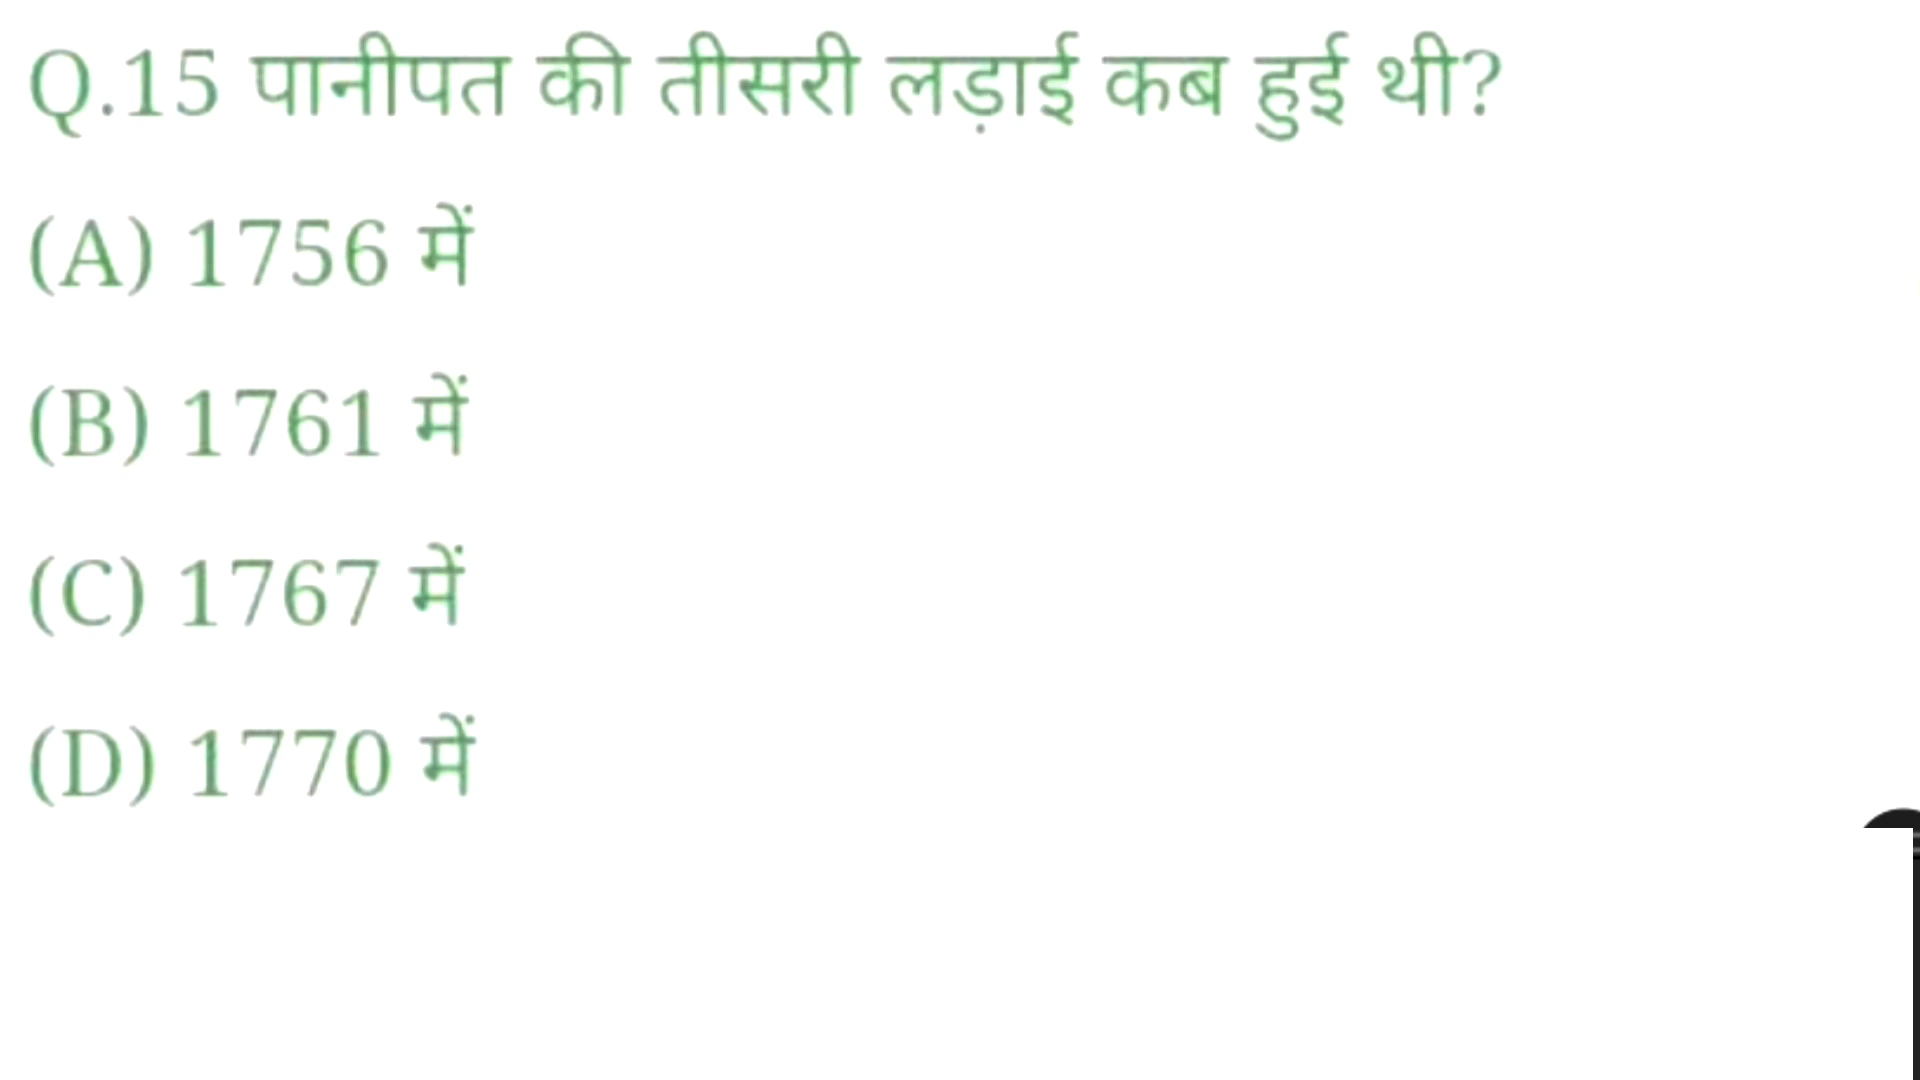 Q.15 पानीपत की तीसरी लड़ाई कब हुई थी?
(A) 1756 में
(B) 1761 में
(C) 1767 में
(D) 1770 में